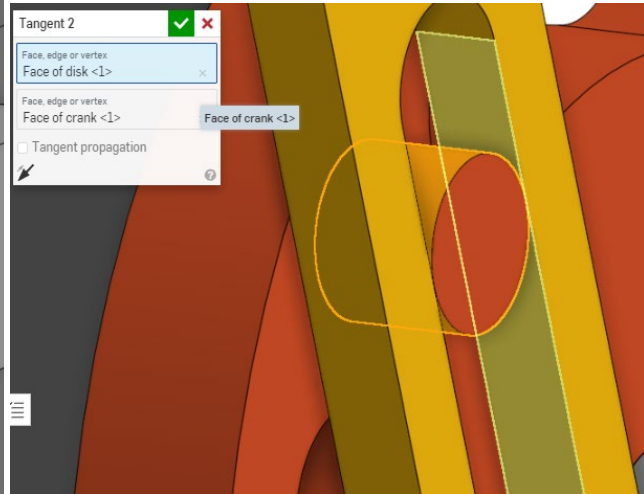 Tangent 2
Face, edge or vertex
Face of disk <1>
Face, edge or vertex
Face of crank <1>
Face of crank <1>
Tangent propagation